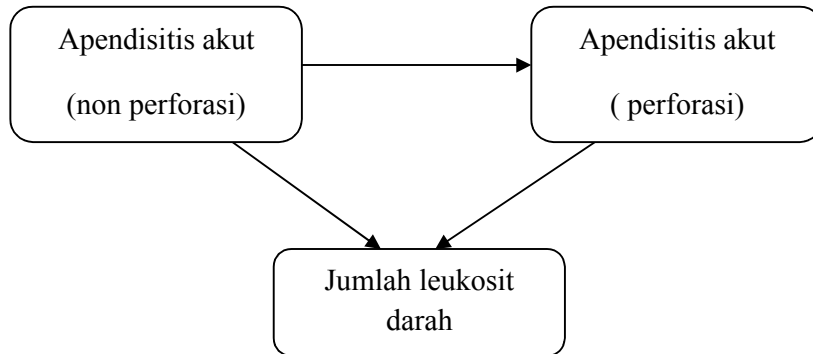 Apendisitis akut
(non perforasi)
Apendisitis akut
( perforasi)
Jumlah leukosit
darah